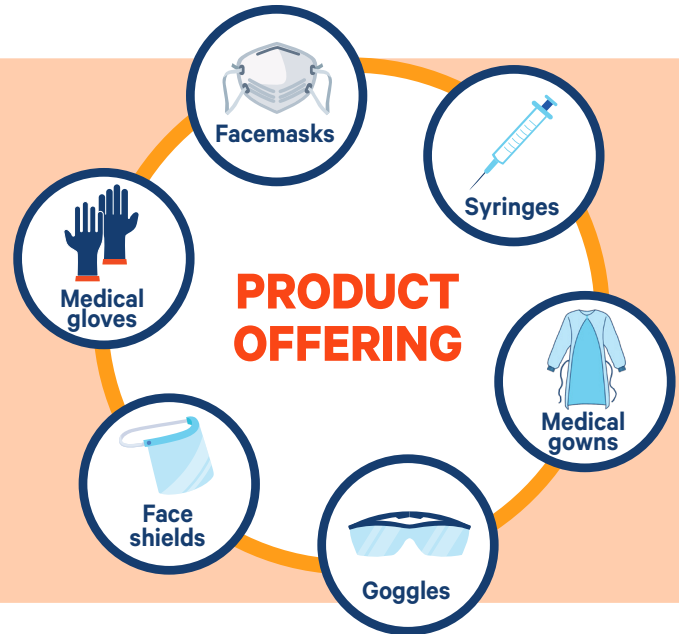 Facemasks
Syringes
Medical
gloves
PRODUCT
OFFERING
Medical
gowns
Face
shields
Goggles